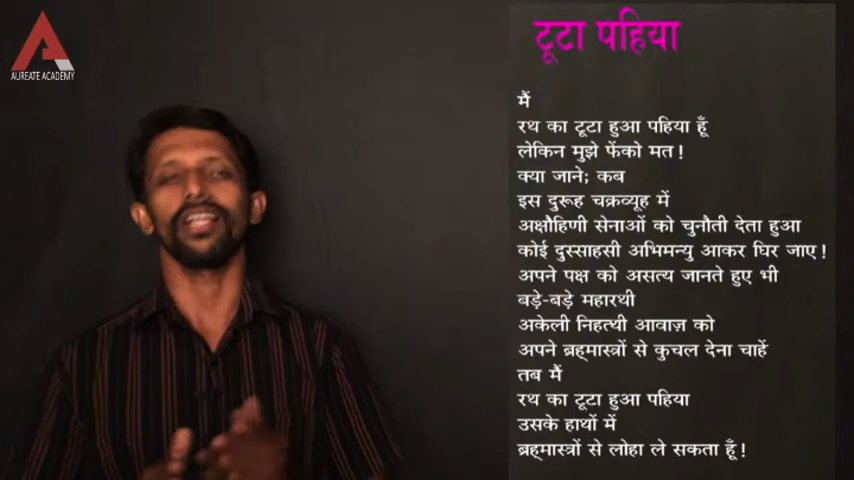 AUREATE ACADEMY
टूटा पहिया
मैं
रथ का टूटा हुआ पहिया हूँ
लेकिन मुझे फेंको मत!
क्या जाने; कब
इस दुरूह चक्रव्यूह में
अक्षौहिणी सेनाओं को चुनौती देता हुआ
कोई दुस्साहसी अभिमन्यु आकर घिर जाए!
अपने पक्ष को असत्य जानते हुए भी
बड़े-बड़े महारथी
अकेली निहत्थी आवाज़ को
अपने ब्रह्मास्त्रों से कुचल देना चाहें
तब मैं
रथ का टूटा हुआ पहिया
उसके हाथों में
ब्रह्मास्त्रों से लोहा ले सकता हूँ!